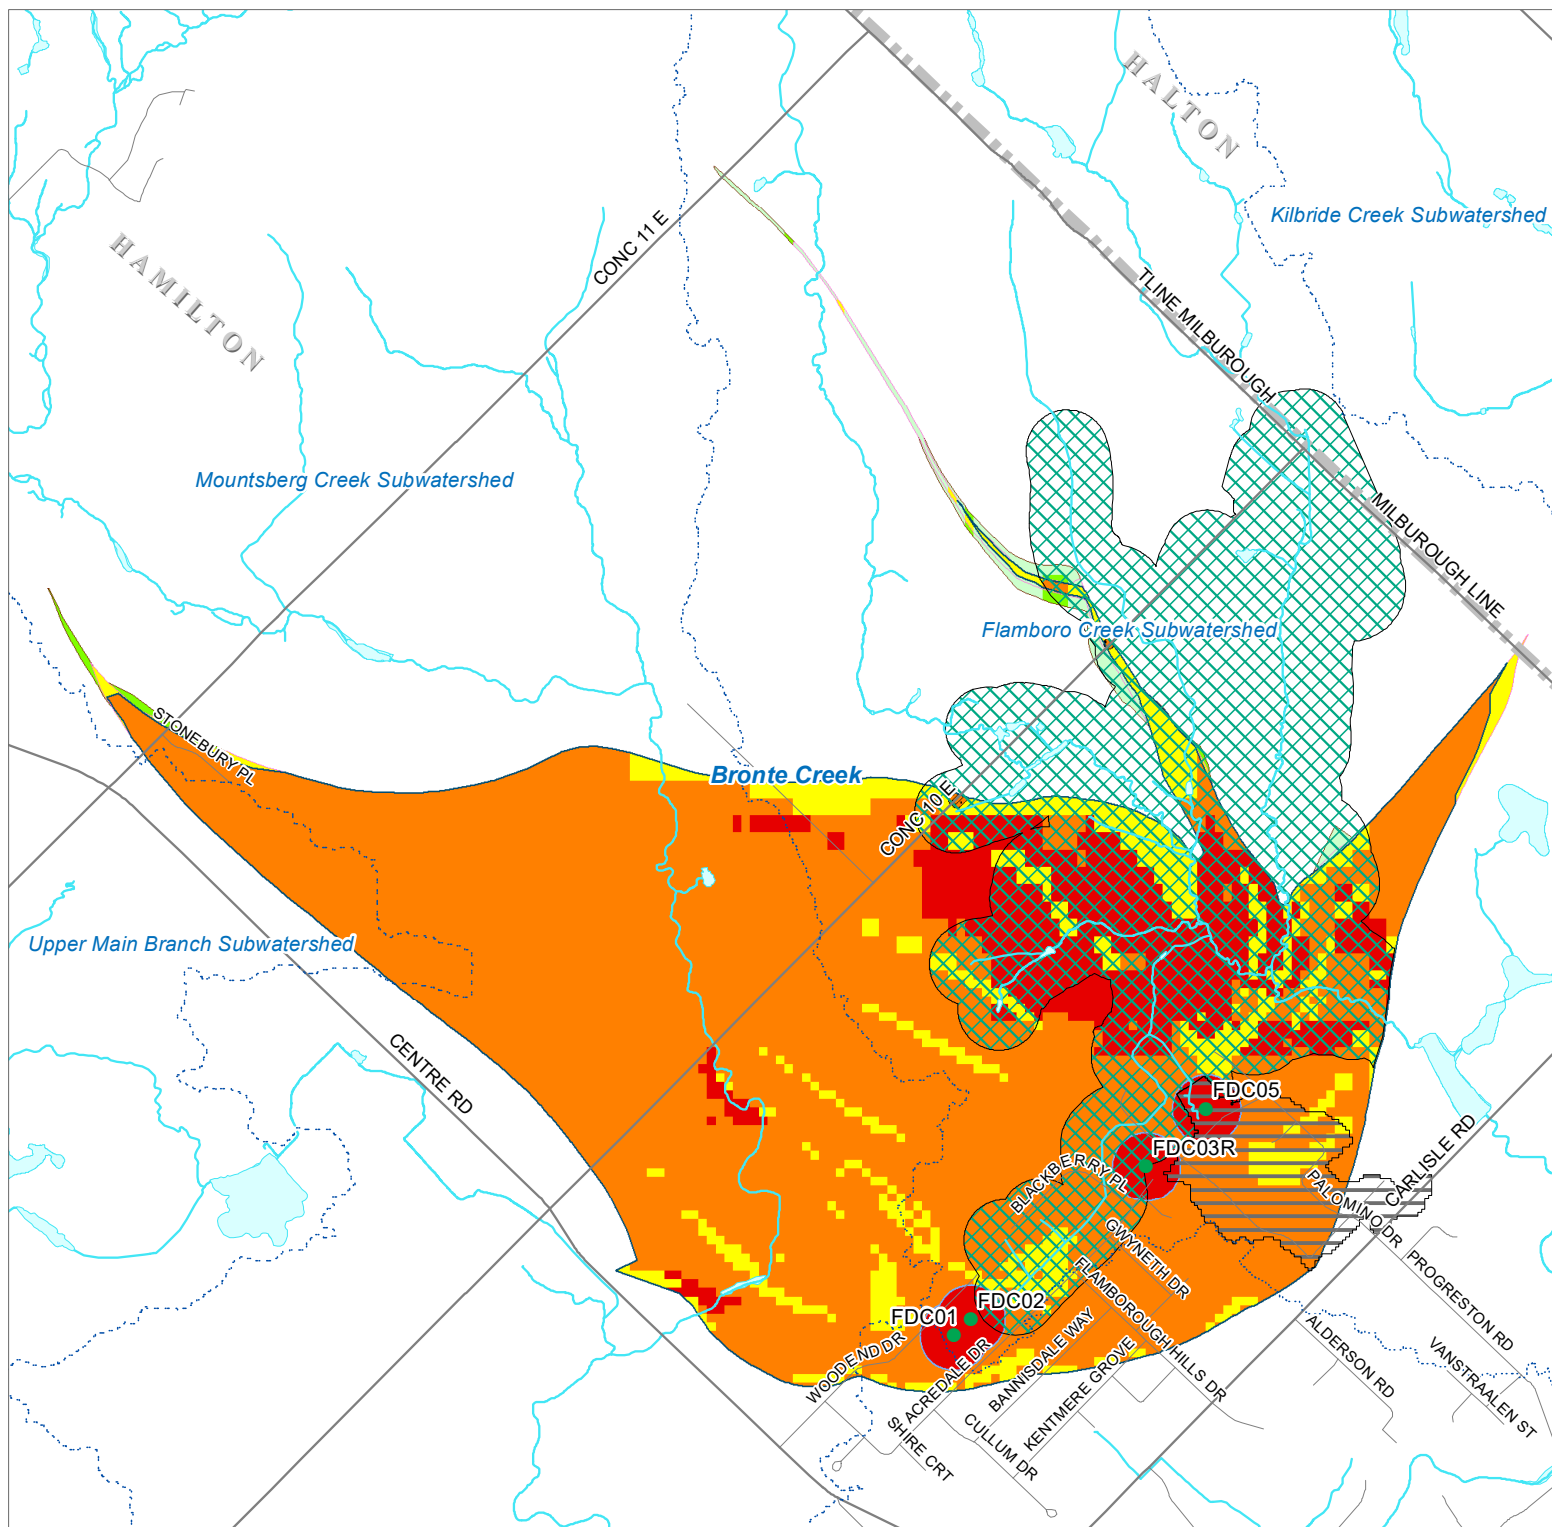 HALTON
Kilbride Creek Subwatershed
CONC 11 E
HAMILTON
TLINE MILBOROUGH
Mountsberg Creek Subwatershed
MILBUROUGH LINE
Flamboro Creek Subwatershed
STONEBURY PL
Bronte Creek
CONC 10 E
Upper Main Branch Subwatershed
CENTRE RD
FDC05
FDC03R
BLACKBERRY PL
CARLISLE RD
PALOMINO DR
GWYNETH DR
PROGRESTON RD
FLAMBOROUGH HILLS DR
FDC02
FDC01
WOODEND DR
ACREDALE DR
BANNISDALE WAY
KENTMERE GROVE
ALDERSON RD
VANSTRAALEN ST
SHIRE CRT
CULLUM DR